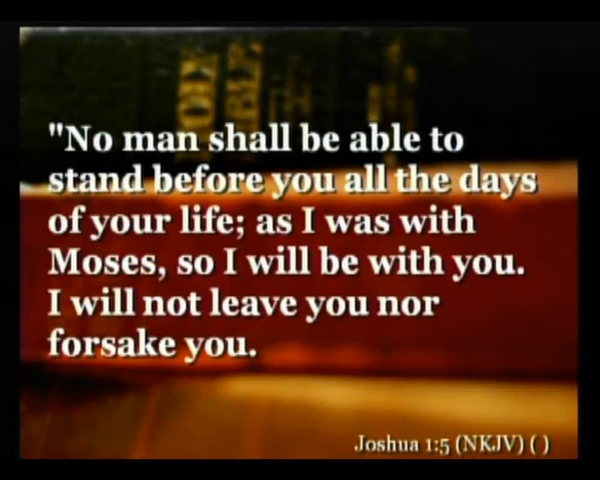 "No man shall be able to
stand before you all the days
of your life; as I was with
Moses, so I will be with you.
I will not leave you nor
forsake you.
Joshua 1:5 (NKJV) ( )